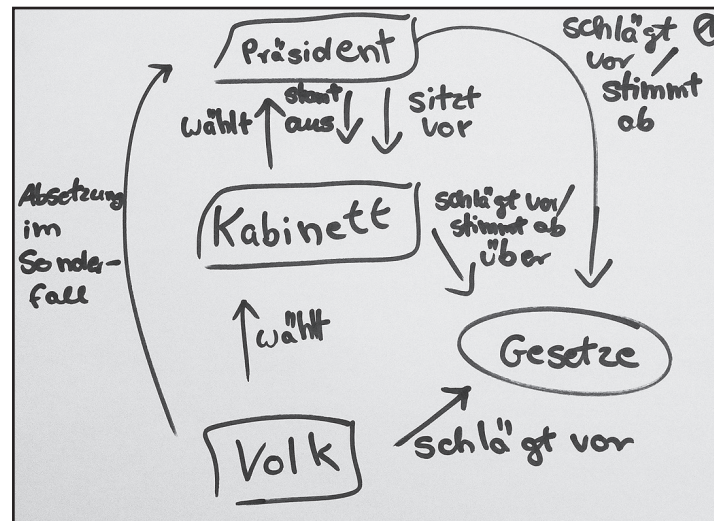 Präsident
schlägt
vor /
stimmt
ab
wählt
aus
sitzt
vor
Absetzung
im
Sonder-
fall
Kabinett
schlägt vor/
stimmt ab
über
wählt
Gesetze
Volk
schlägt vor